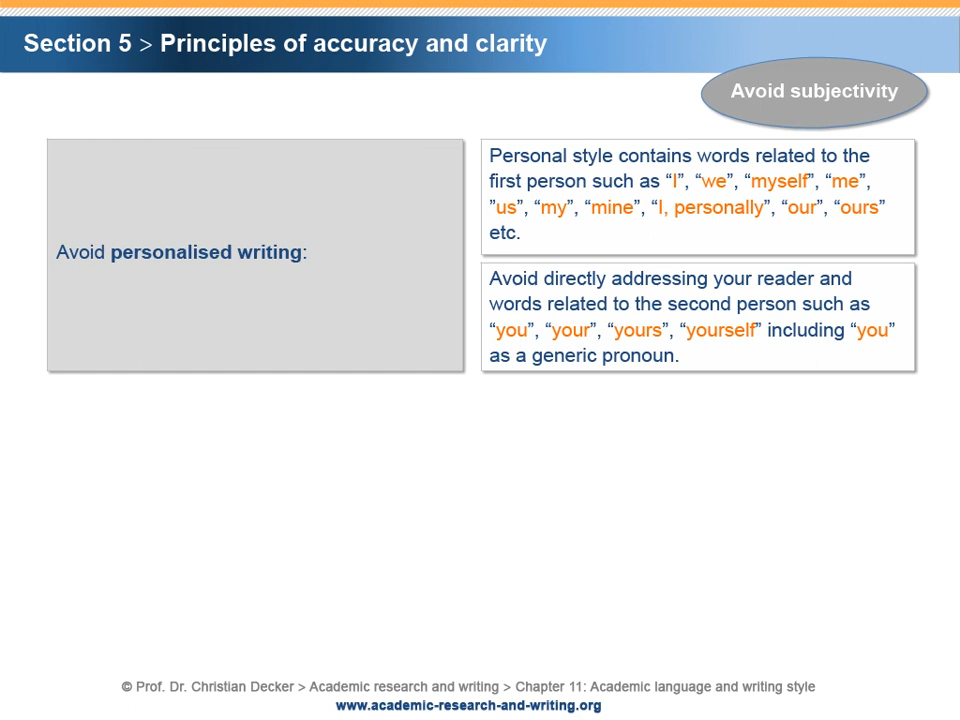 Section 5 > Principles of accuracy and clarity
Avoid subjectivity
Avoid personalised writing:
Personal style contains words related to the
first person such as “I”, “we”, “myself”, “me”,
”us”, “my”, “mine”, “I, personally”, “our”, “ours”
etc.
Avoid directly addressing your reader and
words related to the second person such as
“you”, “your”, “yours”, “yourself” including “you”
as a generic pronoun.
© Prof. Dr. Christian Decker > Academic research and writing > Chapter 11: Academic language and writing style
www.academic-research-and-writing.org